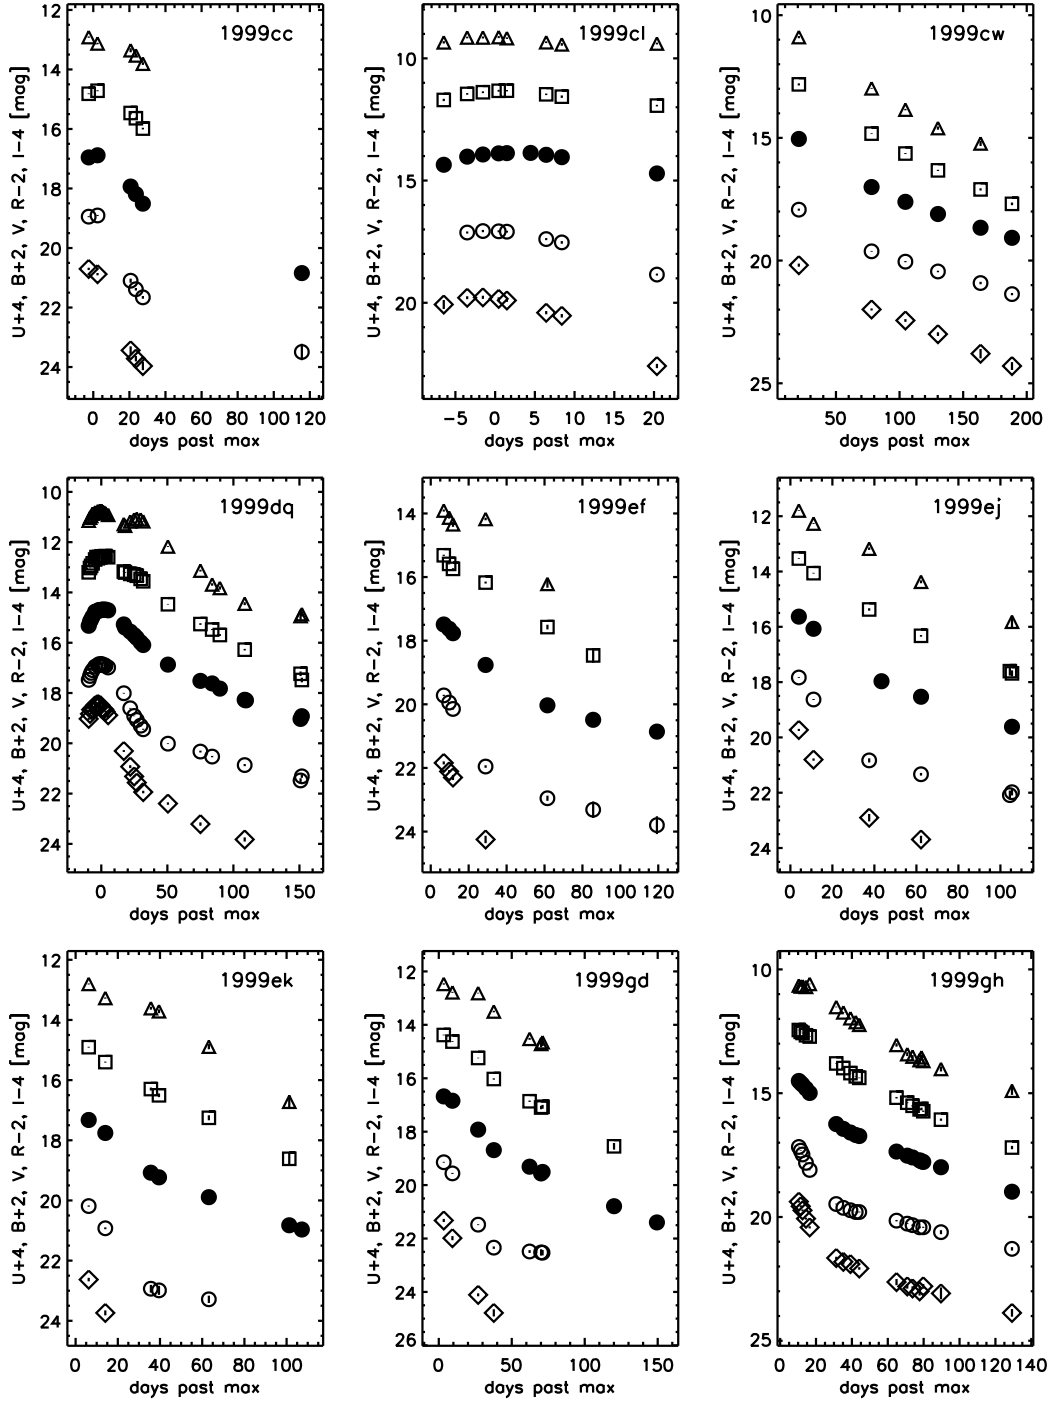 1999cc
U+4, B+2, V, R−2, I−4 [mag]
12
14
16
18
20
22
24
0 20 40 60 80 100 120
days past max
1999cl
U+4, B+2, V, R−2, I−4 [mag]
10
15
20
−5 0 5 10 15 20
days past max
1999cw
U+4, B+2, V, R−2, I−4 [mag]
10
15
20
25
50 100 150 200
days past max
1999dq
U+4, B+2, V, R−2, I−4 [mag]
10
12
14
16
18
20
22
24
0 50 100 150
days past max
1999ef
U+4, B+2, V, R−2, I−4 [mag]
14
16
18
20
22
24
0 20 40 60 80 100 120
days past max
1999ej
U+4, B+2, V, R−2, I−4 [mag]
12
14
16
18
20
22
24
0 20 40 60 80 100
days past max
1999ek
U+4, B+2, V, R−2, I−4 [mag]
12
14
16
18
20
22
24
0 20 40 60 80 100
days past max
1999gd
U+4, B+2, V, R−2, I−4 [mag]
12
14
16
18
20
22
24
26
0 50 100 150
days past max
1999gh
U+4, B+2, V, R−2, I−4 [mag]
10
15
20
25
0 20 40 60 80 100 120 140
days past max